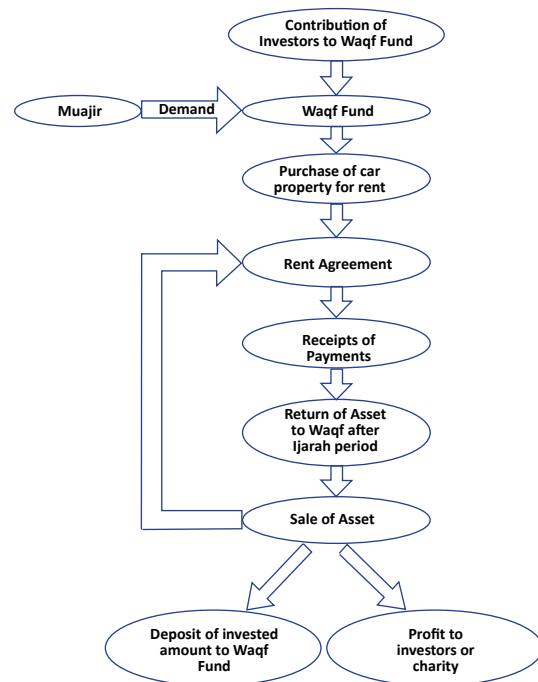 Contribution of
Investors to Waqf Fund
Muajir
Demand
Waqf Fund
Purchase of car
property for rent
Rent Agreement
Receipts of
Payments
Return of Asset
to Waqf after
Ijarah period
Sale of Asset
Deposit of invested
amount to Waqf
Fund
Profit to
investors or
charity